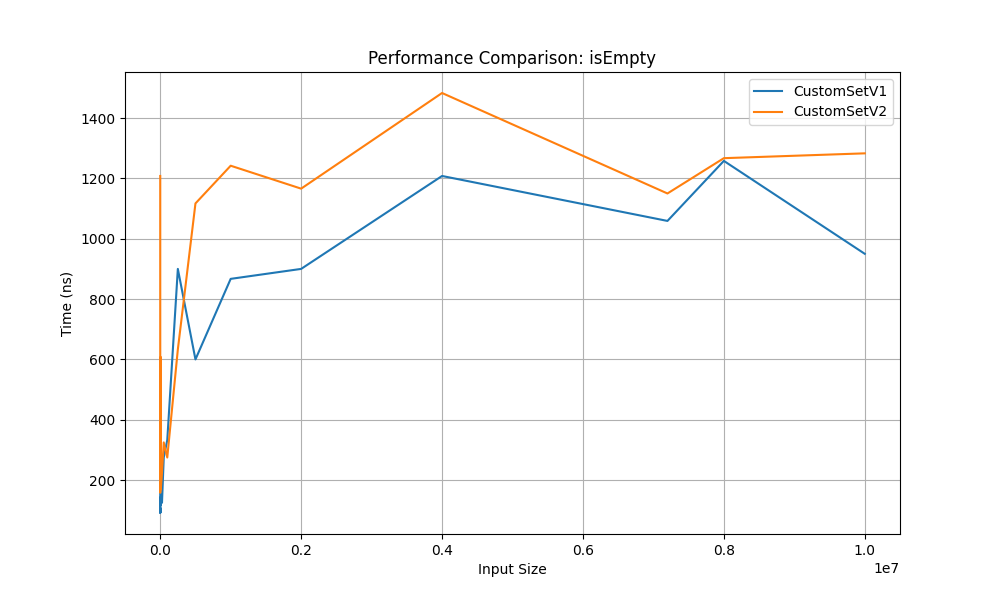 Performance Comparison: isEmpty
CustomSetV1
CustomSetV2
Time (ns)
1400
1200
1000
800
600
400
200
0.0 0.2 0.4 0.6 0.8 1.0
1e7
Input Size